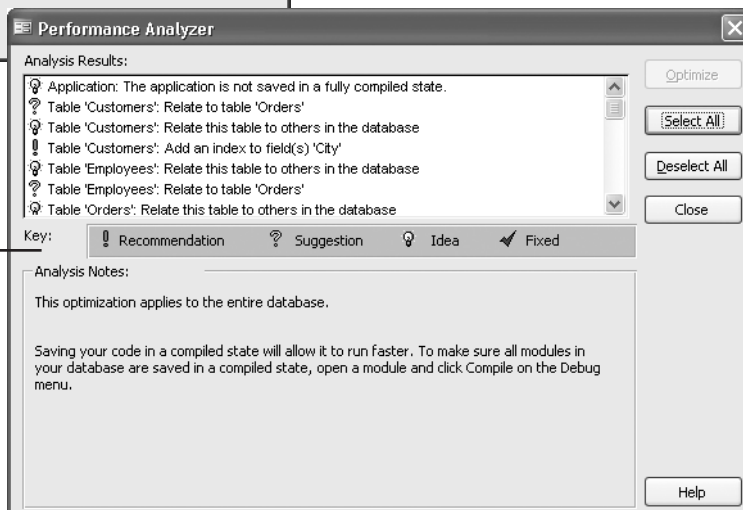 Performance Analyzer
Analysis Results:
Application: The application is not saved in a fully compiled state.
Table 'Customers': Relate to table 'Orders'
Table 'Customers': Relate this table to others in the database
Table 'Customers': Add an index to field(s) 'City'
Table 'Employees': Relate this table to others in the database
Table 'Employees': Relate to table 'Orders'
Table 'Orders': Relate this table to others in the database
Optimize
Select All
Deselect All
Close
Key:
Recommendation
Suggestion
Idea
Fixed
Analysis Notes:
This optimization applies to the entire database.
Saving your code in a compiled state will allow it to run faster. To make sure all modules in
your database are saved in a compiled state, open a module and click Compile on the Debug
menu.
Help